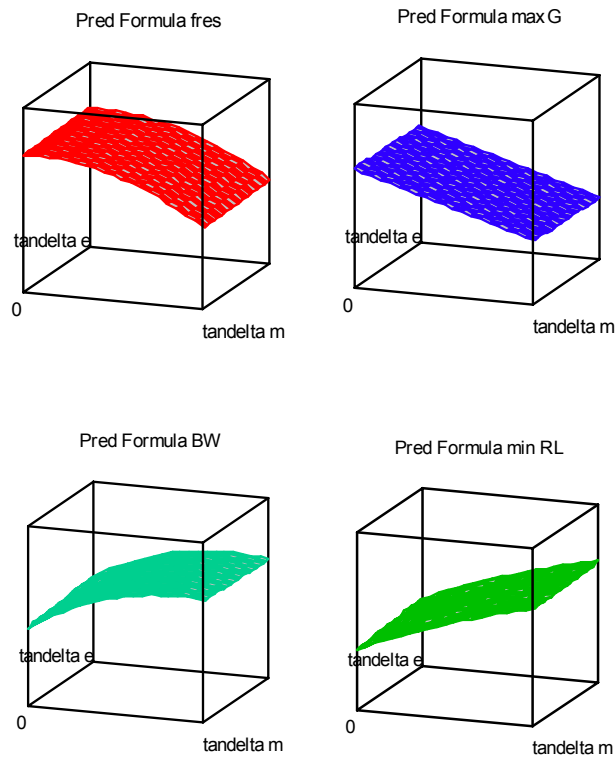 Pred Formula fres
Pred Formula max G
tandelta e
tandelta e
0
0
tandelta m
tandelta m
Pred Formula BW
Pred Formula min RL
tandelta e
tandelta e
0
0
tandelta m
tandelta m